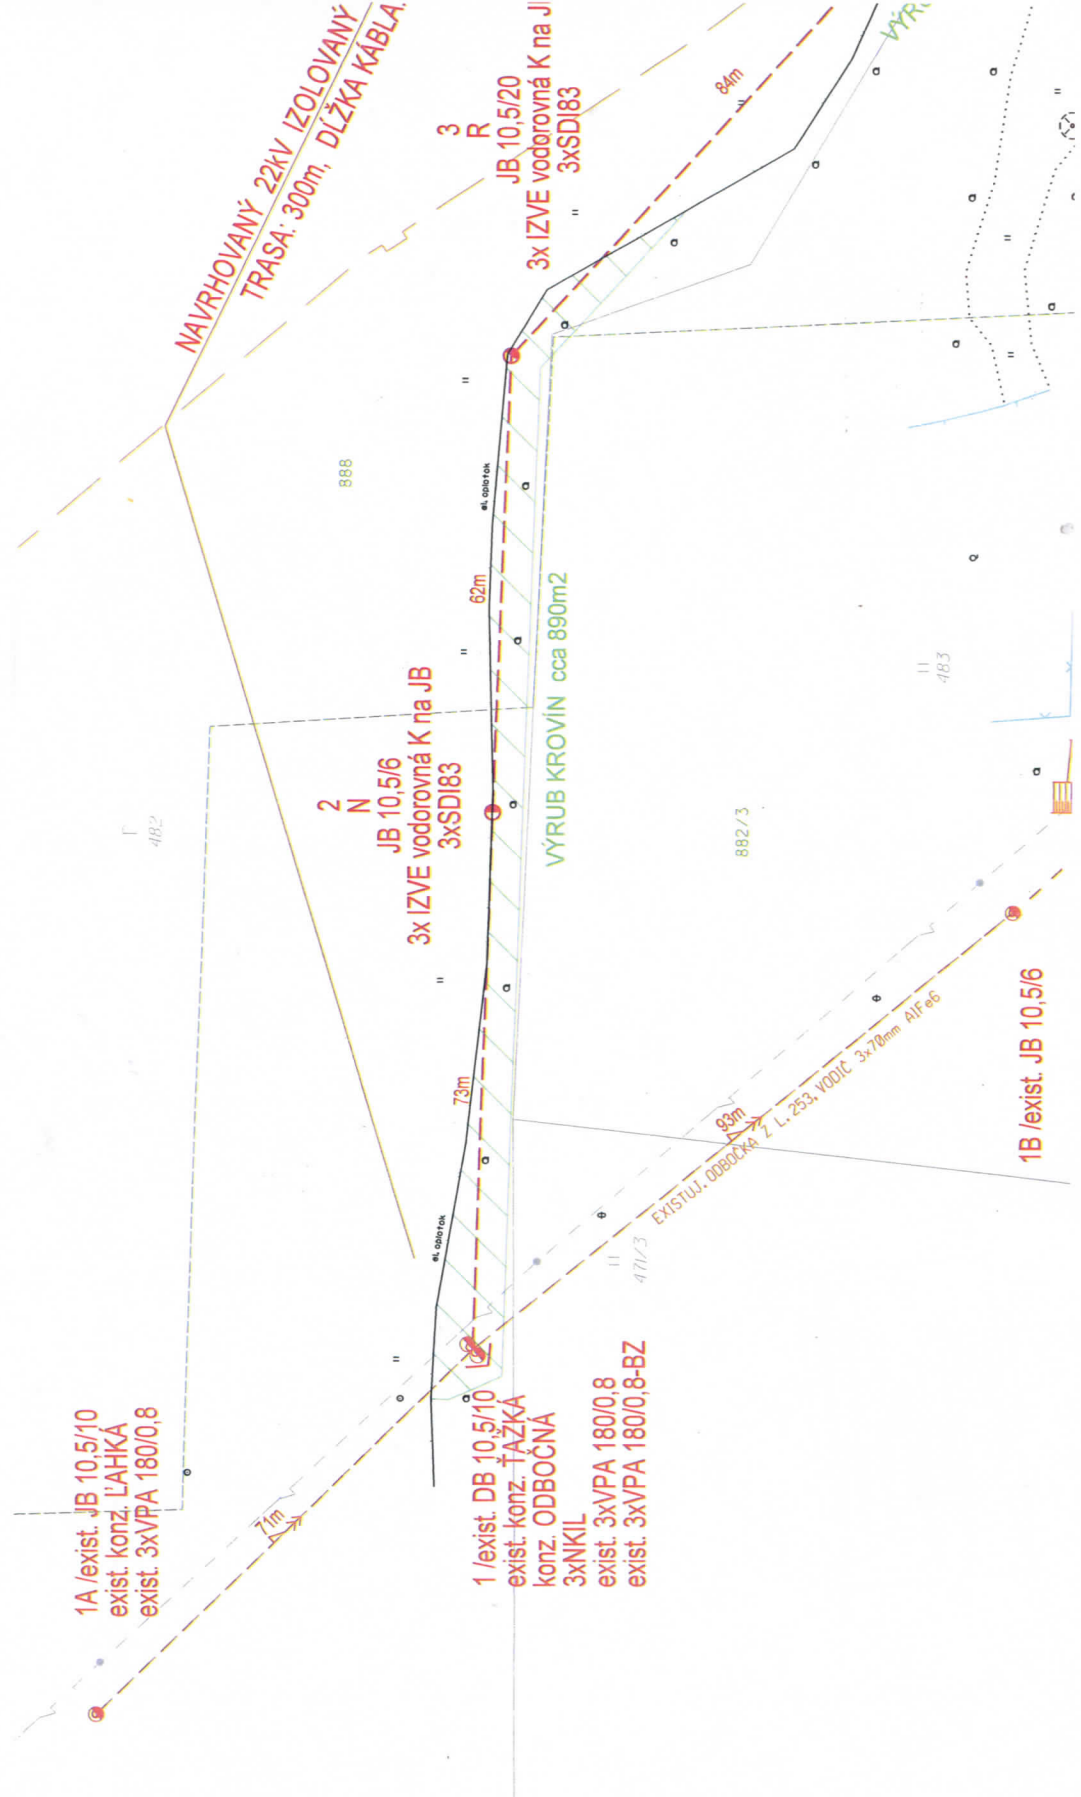 NAVRHOVANÝ 22kV IZOLOVANÝ
TRASA: 300m, DĹŽKA KÁBLA
3
R
JB 10,5/20
3x IZVE vodorovná K na J
3xSDI83
84m
888
el. oplotok
62m
2
N
JB 10,5/6
3x IZVE vodorovná K na JB
3xSDI83
VÝRUB KROVÍN cca 890m2
482
483
882/3
73m
el. oplotok
93m
EXISTUJ. ODBOČKA Z L. 253, VODIČ 3x70mm AlFe6
1B /exist. JB 10,5/6
471/3
1A /exist. JB 10,5/10
exist. konz. ĽAHKÁ
exist. 3xVPA 180/0,8
71m
1 /exist. DB 10,5/10
exist. konz. ŤAŽKÁ
konz. ODBOČNÁ
3xNKIL
exist. 3xVPA 180/0,8
exist. 3xVPA 180/0,8-BZ